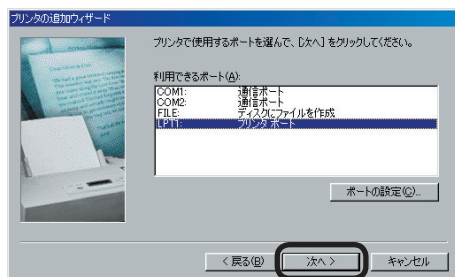 プリンタの追加ウィザード
プリンタで使用するポートを選んで、[次へ] をクリックしてください。
利用できるポート(A):
COM1: 通信ポート
COM2: 通信ポート
FILE: ディスクにファイルを作成
LPT1: プリンタ ポート
ポートの設定(C)...
< 戻る(B) 次へ > キャンセル